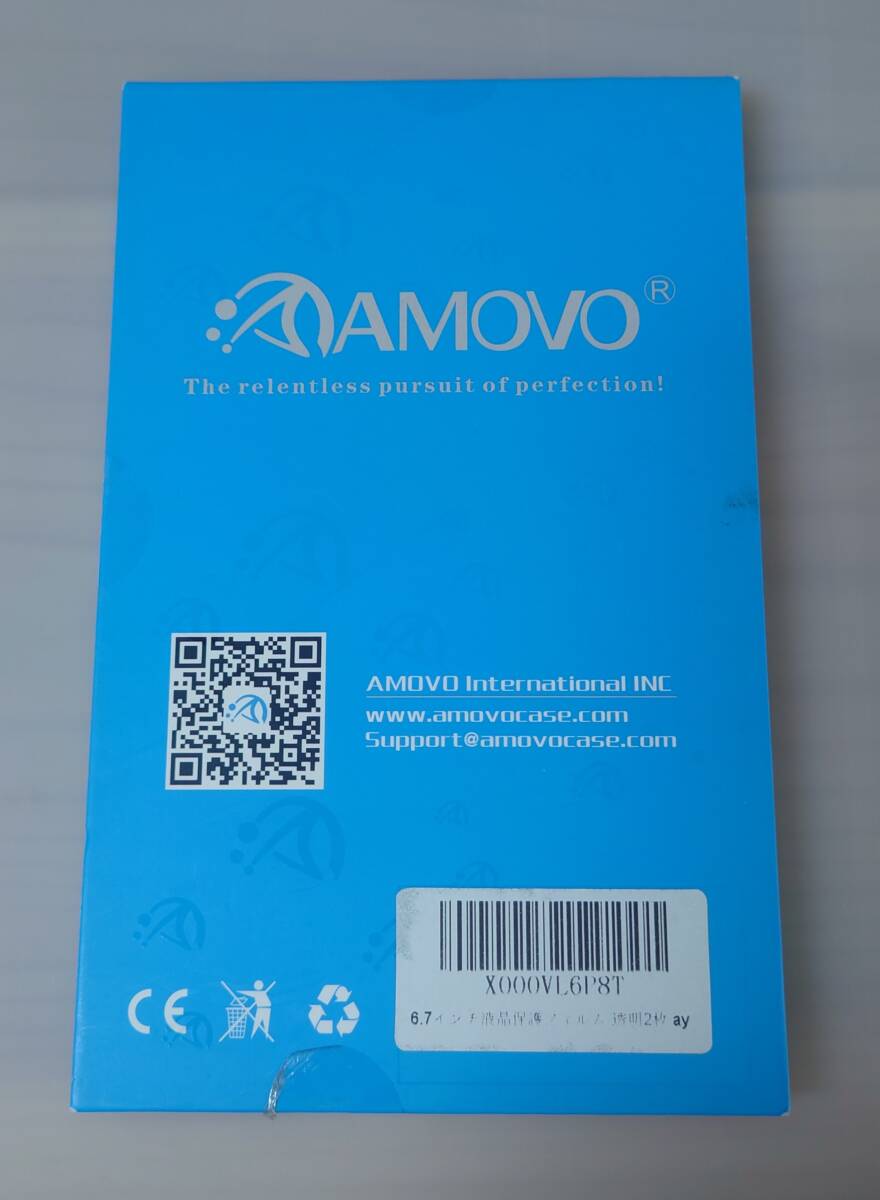 AMOVO®
The relentless pursuit of perfection!
AMOVO International INC
www.amovocase.com
Support@amovocase.com
CE
X000VL6P8T
6.7インチ液晶保護フィルム 透明2枚 ay